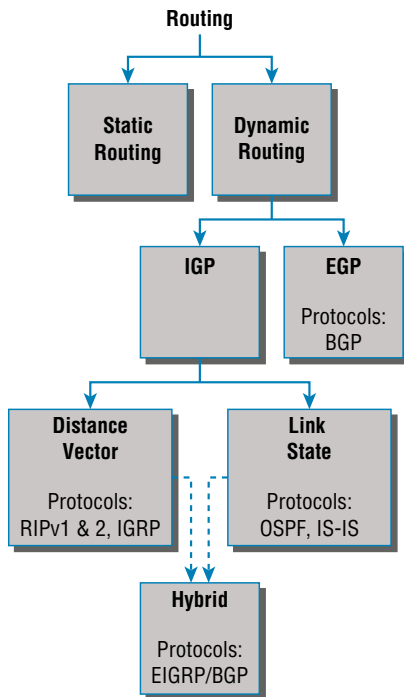 Routing
Static
Routing
Dynamic
Routing
IGP
EGP
Protocols:
BGP
Distance
Vector
Protocols:
RIPv1 & 2, IGRP
Link
State
Protocols:
OSPF, IS-IS
Hybrid
Protocols:
EIGRP/BGP